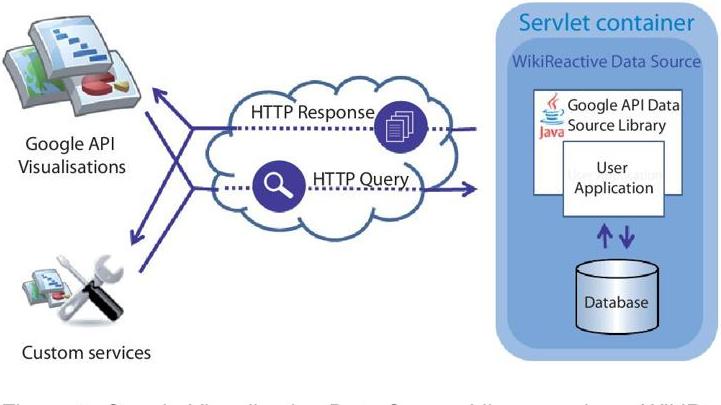 Servlet container
WikiReactive Data Source
Java
Google API Data
Source Library
User
Application
Database
HTTP Response
HTTP Query
Google API
Visualisations
Custom services